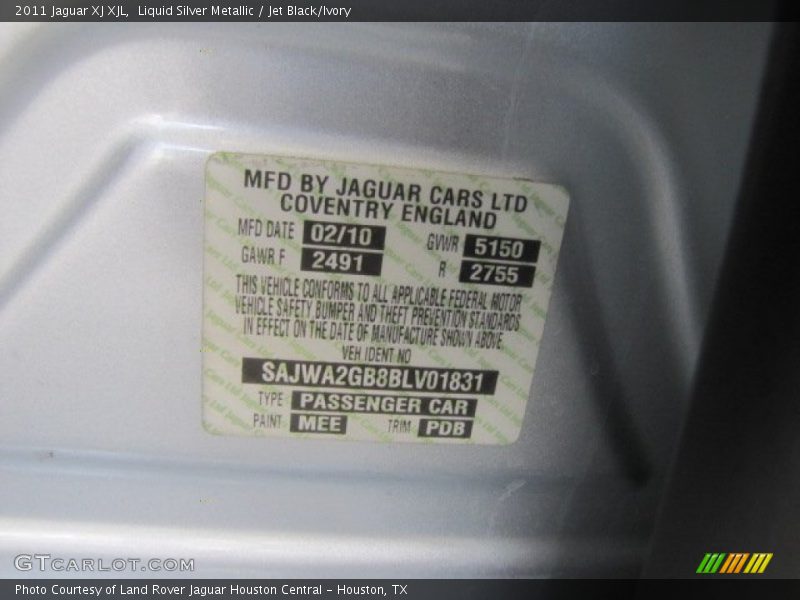 2011 Jaguar XJ XJL, Liquid Silver Metallic / Jet Black/Ivory
MFD BY JAGUAR CARS LTD
COVENTRY ENGLAND
MFD DATE 02/10 GVWR 5150
GAWR F 2491 R 2755
THIS VEHICLE CONFORMS TO ALL APPLICABLE FEDERAL MOTOR
VEHICLE SAFETY BUMPER AND THEFT PREVENTION STANDARDS
IN EFFECT ON THE DATE OF MANUFACTURE SHOWN ABOVE
VEH IDENT NO
SAJWA2GB8BLV01831
TYPE PASSENGER CAR
PAINT MEE TRIM PDB
GTCARLOT.COM
Photo Courtesy of Land Rover Jaguar Houston Central - Houston, TX